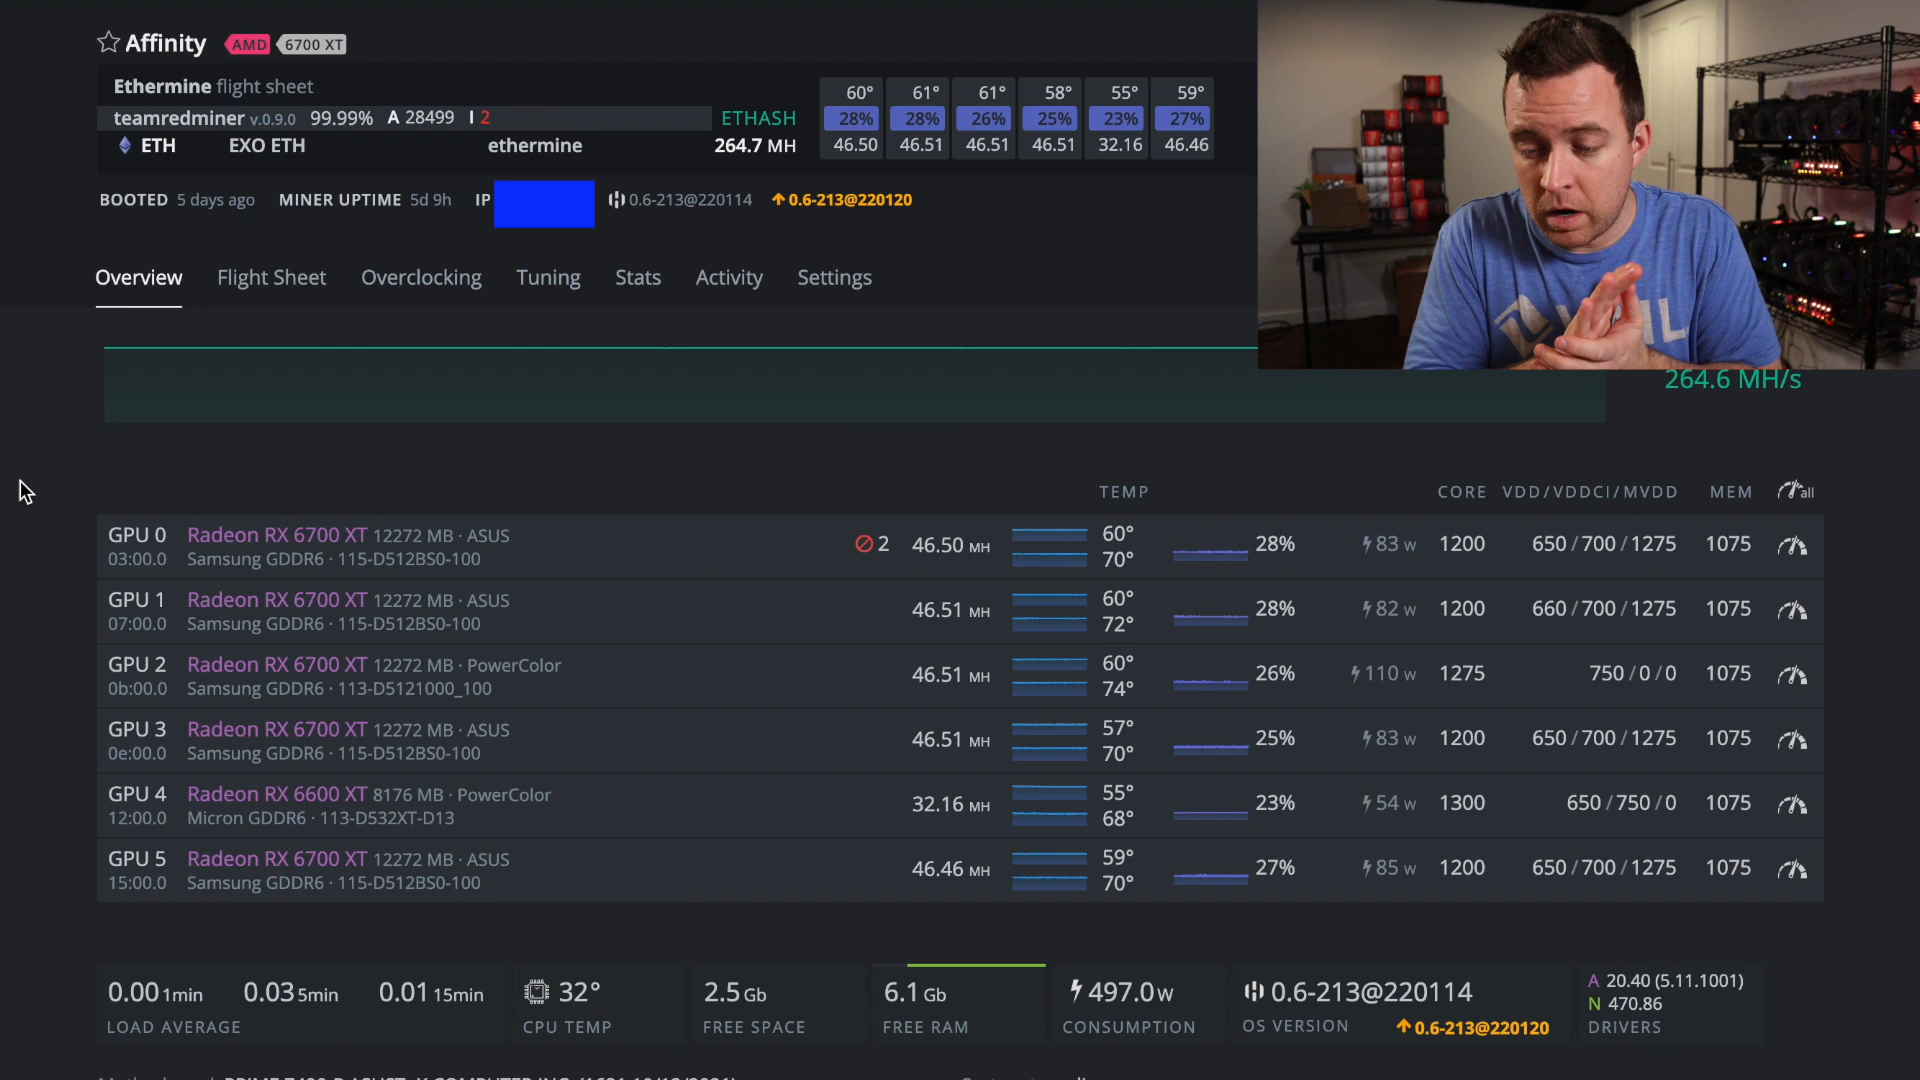 Affinity AMD 6700 XT
Ethermine flight sheet
teamredminer v.0.9.0 99.99% A 28499 I 2 ETHASH
ETH EXO ETH ethermine 264.7 MH
60° 61° 61° 58° 55° 59°
28% 28% 26% 25% 23% 27%
46.50 46.51 46.51 46.51 32.16 46.46
BOOTED 5 days ago MINER UPTIME 5d 9h IP 0.6-213@220114 0.6-213@220120
Overview Flight Sheet Overclocking Tuning Stats Activity Settings
264.6 MH/s
TEMP CORE VDD/VDDCI/MVDD MEM all
GPU 0 Radeon RX 6700 XT 12272 MB · ASUS 2 46.50 MH 60° 28% 83 W 1200 650/700/1275 1075
03:00.0 Samsung GDDR6 · 115-D512BS0-100 70°
GPU 1 Radeon RX 6700 XT 12272 MB · ASUS 46.51 MH 60° 28% 82 W 1200 660/700/1275 1075
07:00.0 Samsung GDDR6 · 115-D512BS0-100 72°
GPU 2 Radeon RX 6700 XT 12272 MB · PowerColor 46.51 MH 60° 26% 110 W 1275 750/0/0 1075
0b:00.0 Samsung GDDR6 · 113-D5121000_100 74°
GPU 3 Radeon RX 6700 XT 12272 MB · ASUS 46.51 MH 57° 25% 83 W 1200 650/700/1275 1075
0e:00.0 Samsung GDDR6 · 115-D512BS0-100 70°
GPU 4 Radeon RX 6600 XT 8176 MB · PowerColor 32.16 MH 55° 23% 54 W 1300 650/750/0 1075
12:00.0 Micron GDDR6 · 113-D532XT-D13 68°
GPU 5 Radeon RX 6700 XT 12272 MB · ASUS 46.46 MH 59° 27% 85 W 1200 650/700/1275 1075
15:00.0 Samsung GDDR6 · 115-D512BS0-100 70°
0.00 1min 0.03 5min 0.01 15min 32° 2.5 Gb 6.1 Gb 497.0 W 0.6-213@220114 A 20.40 (5.11.1001)
N 470.86
LOAD AVERAGE CPU TEMP FREE SPACE FREE RAM CONSUMPTION OS VERSION 0.6-213@220120 DRIVERS